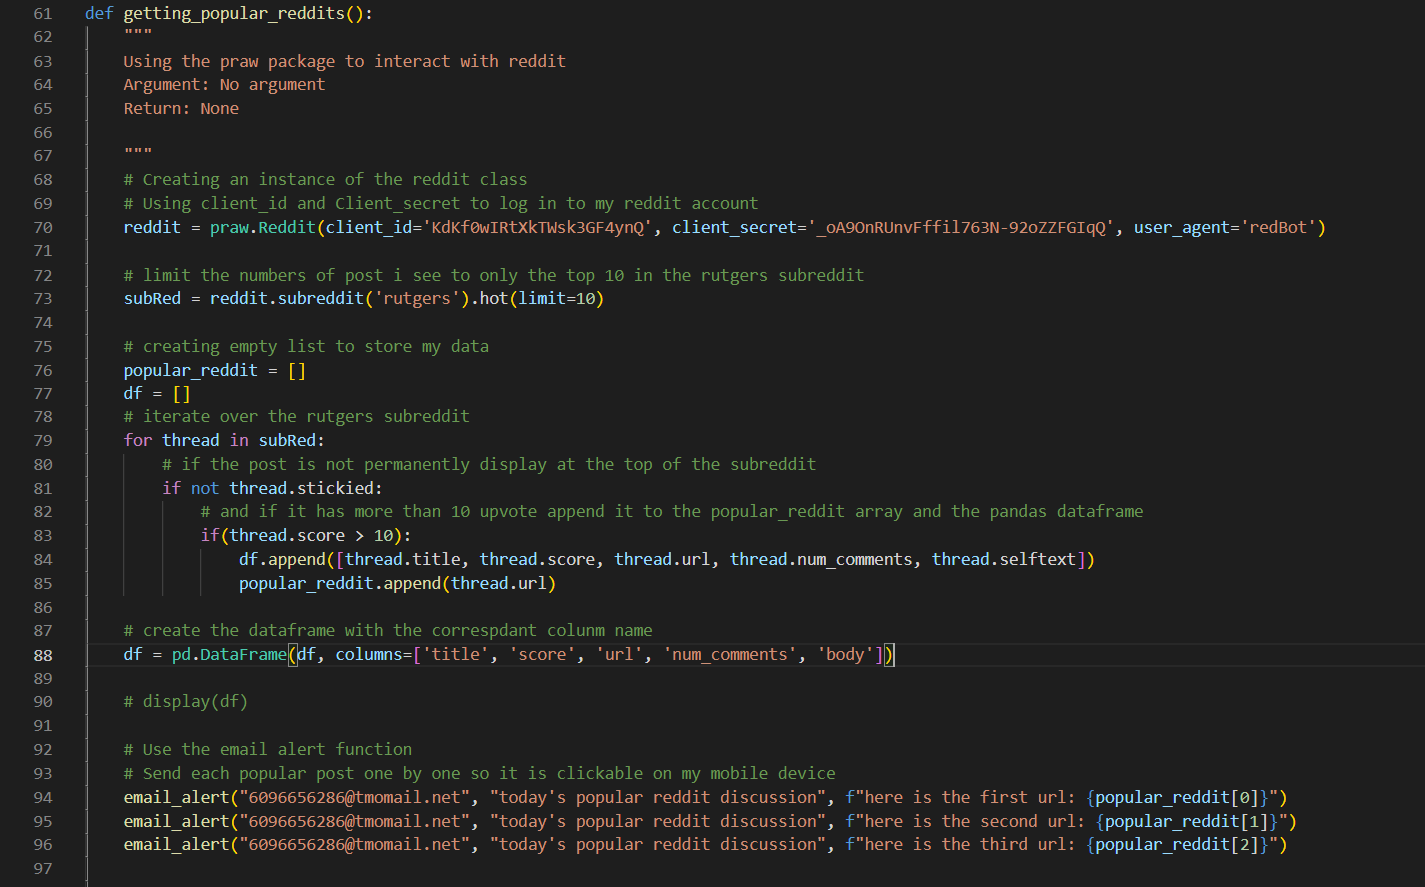 61 def getting_popular_reddits():
62 """
63 Using the praw package to interact with reddit
64 Argument: No argument
65 Return: None
66
67 """
68 # Creating an instance of the reddit class
69 # Using client_id and Client_secret to log in to my reddit account
70 reddit = praw.Reddit(client_id='KdKf0wIRtXkTWsk3GF4ynQ', client_secret='_oA9OnRUnvFffil763N-92oZZFGIqQ', user_agent='redBot')
71
72 # limit the numbers of post i see to only the top 10 in the rutgers subreddit
73 subRed = reddit.subreddit('rutgers').hot(limit=10)
74
75 # creating empty list to store my data
76 popular_reddit = []
77 df = []
78 # iterate over the rutgers subreddit
79 for thread in subRed:
80 # if the post is not permanently display at the top of the subreddit
81 if not thread.stickied:
82 # and if it has more than 10 upvote append it to the popular_reddit array and the pandas dataframe
83 if(thread.score > 10):
84 df.append([thread.title, thread.score, thread.url, thread.num_comments, thread.selftext])
85 popular_reddit.append(thread.url)
86
87 # create the dataframe with the correspdant colunm name
88 df = pd.DataFrame(df, columns=['title', 'score', 'url', 'num_comments', 'body'])
89
90 # display(df)
91
92 # Use the email alert function
93 # Send each popular post one by one so it is clickable on my mobile device
94 email_alert("6096656286@tmomail.net", "today's popular reddit discussion", f"here is the first url: {popular_reddit[0]}")
95 email_alert("6096656286@tmomail.net", "today's popular reddit discussion", f"here is the second url: {popular_reddit[1]}")
96 email_alert("6096656286@tmomail.net", "today's popular reddit discussion", f"here is the third url: {popular_reddit[2]}")
97